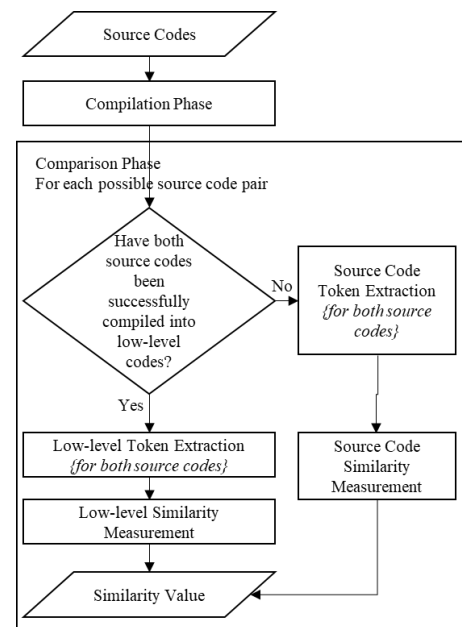 Source Codes
Compilation Phase
Comparison Phase
For each possible source code pair
Have both
source codes
been
successfully
compiled into
low-level
codes?
No
Source Code
Token Extraction
{for both source
codes}
Yes
Low-level Token Extraction
{for both source codes}
Source Code
Similarity
Measurement
Low-level Similarity
Measurement
Similarity Value